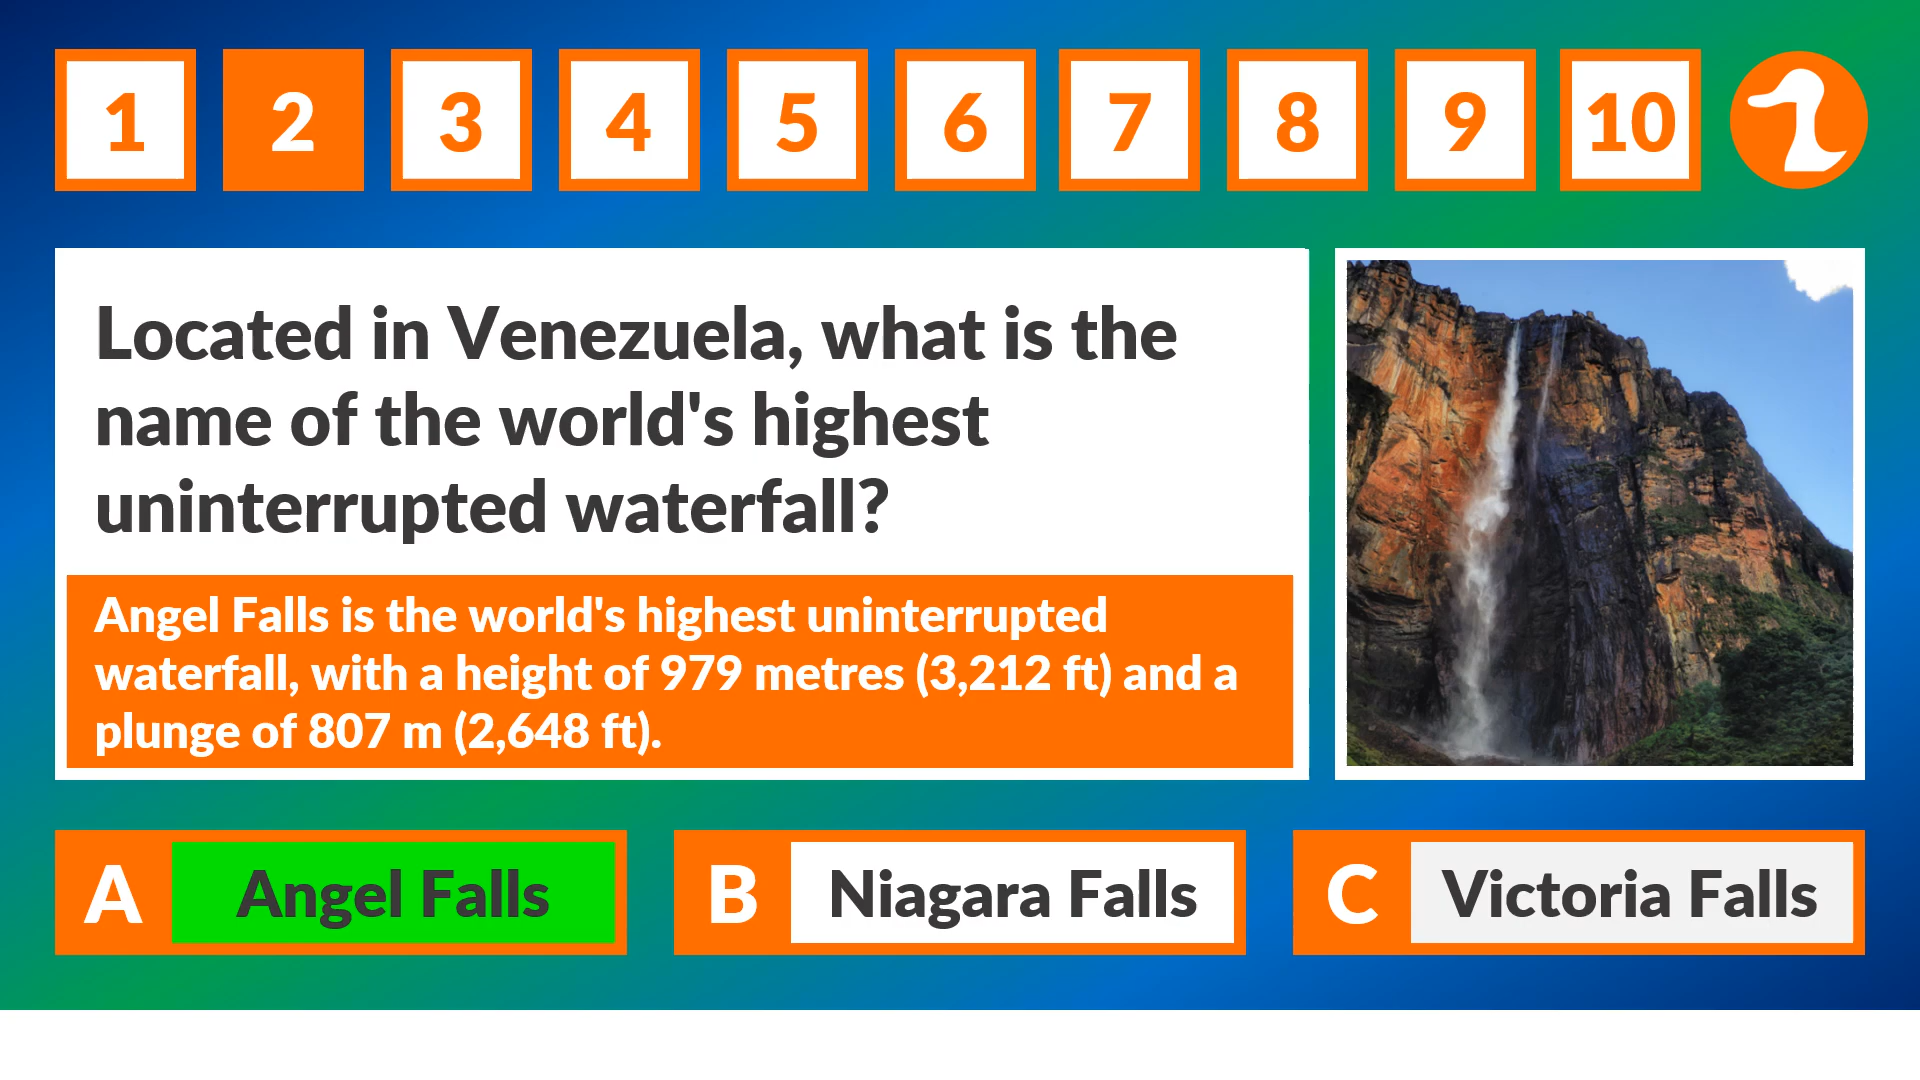 1 2 3 4 5 6 7 8 9 10
Located in Venezuela, what is the
name of the world's highest
uninterrupted waterfall?
Angel Falls is the world's highest uninterrupted
waterfall, with a height of 979 metres (3,212 ft) and a
plunge of 807 m (2,648 ft).
A Angel Falls B Niagara Falls C Victoria Falls